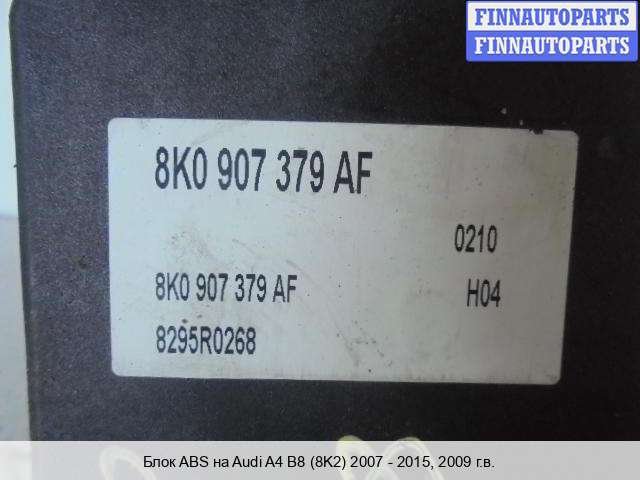 FINNAUTOPARTS
FINNAUTOPARTS
8K0 907 379 AF
0210
8K0 907 379 AF H04
8295R0268
Блок ABS на Audi A4 B8 (8K2) 2007 - 2015, 2009 г.в.